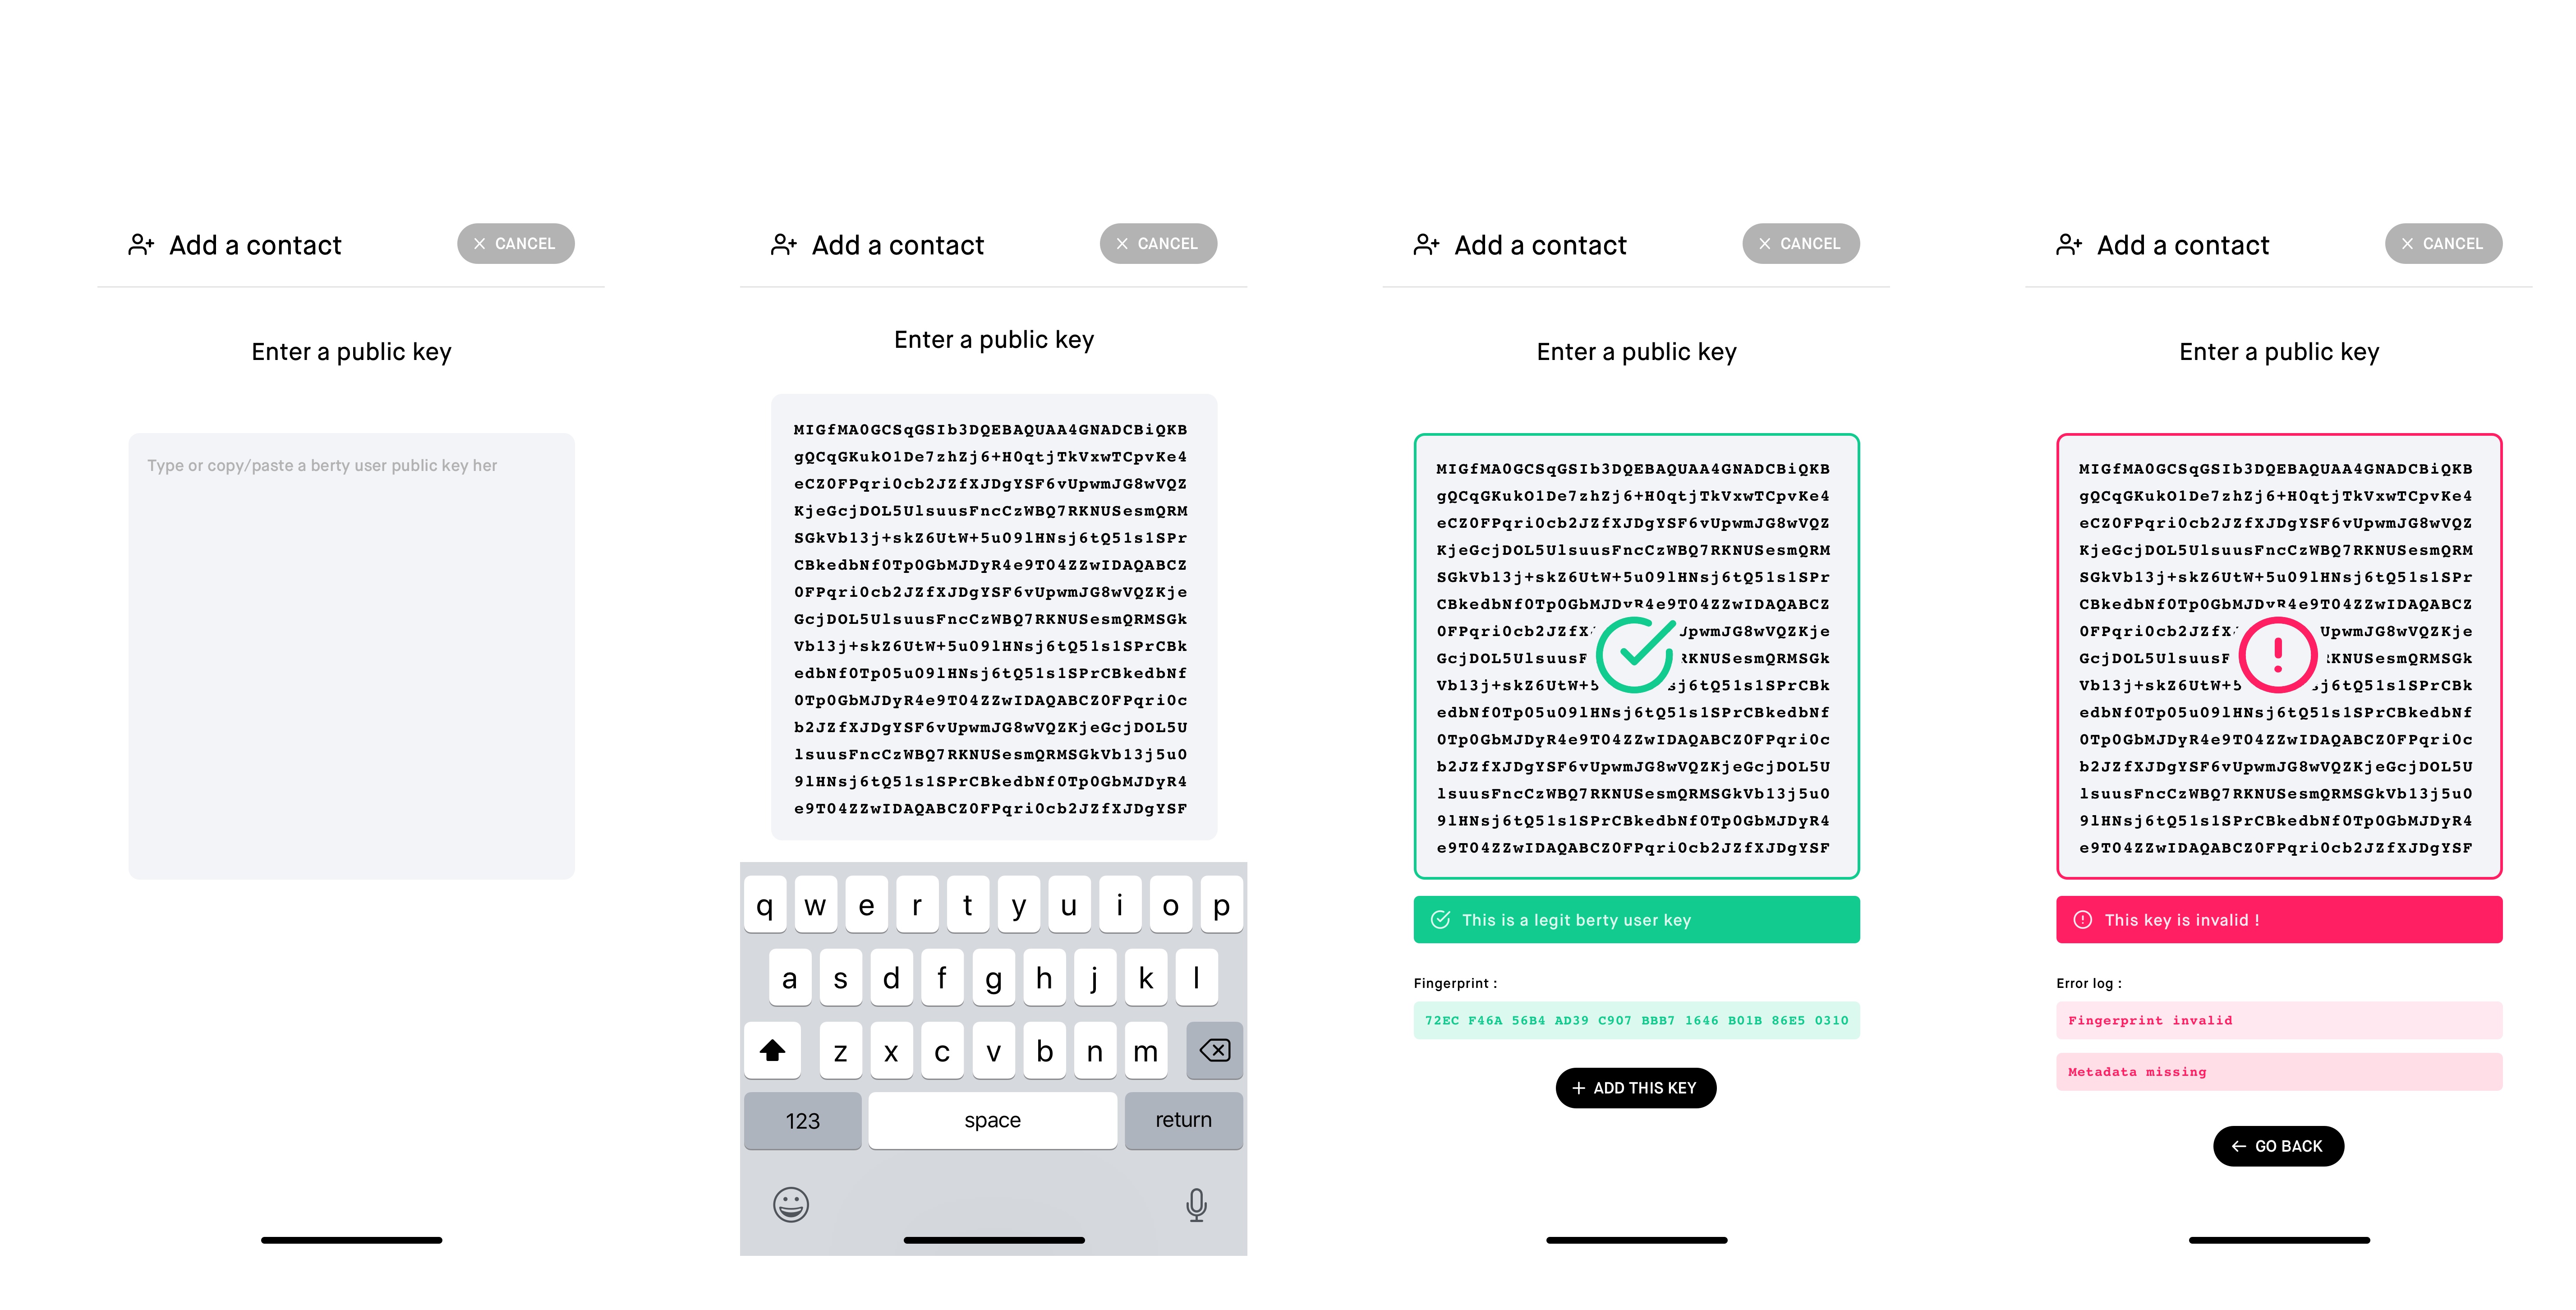 Add a contact
CANCEL
Enter a public key
Type or copy/paste a berty user public key her
Add a contact
CANCEL
Enter a public key
MIGfMA0GCSqGSIb3DQEBAQUAA4GNADCBiQKB
gQCqGKukO1De7zhZj6+H0qtjTkVxwTCpvKe4
eCZ0FPqri0cb2JZfXJDgYSF6vUpwmJG8wVQZ
KjeGcjDOL5UlsuusFncCzWBQ7RKNUSesmQRM
SGkVb13j+skZ6UtW+5u09lHNsj6tQ51s1SPr
CBkedbNf0Tp0GbMJDyR4e9T04ZZwIDAQABCZ
0FPqri0cb2JZfXJDgYSF6vUpwmJG8wVQZKje
GcjDOL5UlsuusFncCzWBQ7RKNUSesmQRMSGk
Vb13j+skZ6UtW+5u09lHNsj6tQ51s1SPrCBk
edbNf0Tp05u09lHNsj6tQ51s1SPrCBkedbNf
0Tp0GbMJDyR4e9T04ZZwIDAQABCZ0FPqri0c
b2JZfXJDgYSF6vUpwmJG8wVQZKjeGcjDOL5U
lsuusFncCzWBQ7RKNUSesmQRMSGkVb13j5u0
9lHNsj6tQ51s1SPrCBkedbNf0Tp0GbMJDyR4
e9T04ZZwIDAQABCZ0FPqri0cb2JZfXJDgYSF
q w e r t y u i o p
a s d f g h j k l
z x c v b n m
123 space return
Add a contact
CANCEL
Enter a public key
MIGfMA0GCSqGSIb3DQEBAQUAA4GNADCBiQKB
gQCqGKukO1De7zhZj6+H0qtjTkVxwTCpvKe4
eCZ0FPqri0cb2JZfXJDgYSF6vUpwmJG8wVQZ
KjeGcjDOL5UlsuusFncCzWBQ7RKNUSesmQRM
SGkVb13j+skZ6UtW+5u09lHNsj6tQ51s1SPr
CBkedbNf0Tp0GbMJDyR4e9T04ZZwIDAQABCZ
0FPqri0cb2JZfX UpwmJG8wVQZKje
GcjDOL5UlsuusF RKNUSesmQRMSGk
Vb13j+skZ6UtW+5 sj6tQ51s1SPrCBk
edbNf0Tp05u09lHNsj6tQ51s1SPrCBkedbNf
0Tp0GbMJDyR4e9T04ZZwIDAQABCZ0FPqri0c
b2JZfXJDgYSF6vUpwmJG8wVQZKjeGcjDOL5U
lsuusFncCzWBQ7RKNUSesmQRMSGkVb13j5u0
9lHNsj6tQ51s1SPrCBkedbNf0Tp0GbMJDyR4
e9T04ZZwIDAQABCZ0FPqri0cb2JZfXJDgYSF
This is a legit berty user key
Fingerprint :
72EC F46A 56B4 AD39 C907 BBB7 1646 B01B 86E5 0310
ADD THIS KEY
Add a contact
CANCEL
Enter a public key
MIGfMA0GCSqGSIb3DQEBAQUAA4GNADCBiQKB
gQCqGKukO1De7zhZj6+H0qtjTkVxwTCpvKe4
eCZ0FPqri0cb2JZfXJDgYSF6vUpwmJG8wVQZ
KjeGcjDOL5UlsuusFncCzWBQ7RKNUSesmQRM
SGkVb13j+skZ6UtW+5u09lHNsj6tQ51s1SPr
CBkedbNf0Tp0GbMJDyR4e9T04ZZwIDAQABCZ
0FPqri0cb2JZfX UpwmJG8wVQZKje
GcjDOL5UlsuusF KNUSesmQRMSGk
Vb13j+skZ6UtW+5 j6tQ51s1SPrCBk
edbNf0Tp05u09lHNsj6tQ51s1SPrCBkedbNf
0Tp0GbMJDyR4e9T04ZZwIDAQABCZ0FPqri0c
b2JZfXJDgYSF6vUpwmJG8wVQZKjeGcjDOL5U
lsuusFncCzWBQ7RKNUSesmQRMSGkVb13j5u0
9lHNsj6tQ51s1SPrCBkedbNf0Tp0GbMJDyR4
e9T04ZZwIDAQABCZ0FPqri0cb2JZfXJDgYSF
This key is invalid !
Error log :
Fingerprint invalid
Metadata missing
GO BACK